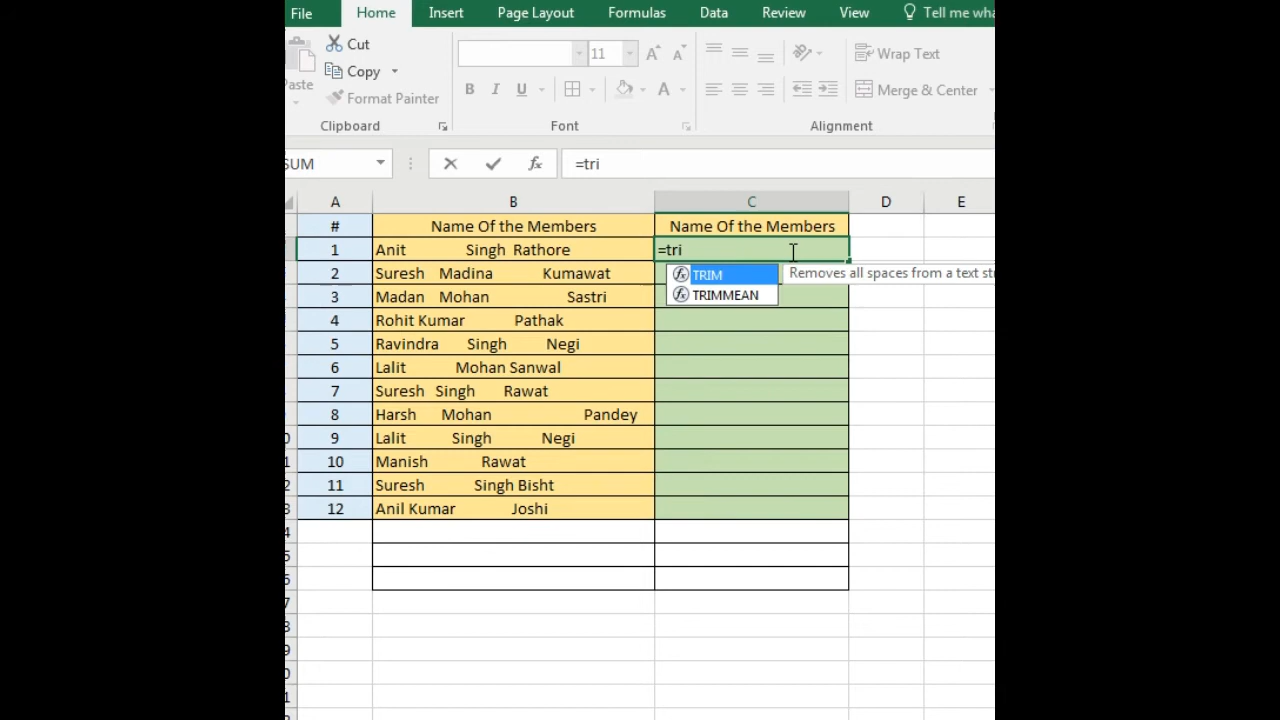 File Home Insert Page Layout Formulas Data Review View Tell me wha
Cut
Copy
Paste
Format Painter
11
B I U
Wrap Text
Merge & Center
Clipboard Font Alignment
SUM
fx =tri
A B C D E
# Name Of the Members Name Of the Members
1 Anit Singh Rathore =tri
2 Suresh Madina Kumawat
TRIM Removes all spaces from a text str
3 Madan Mohan Sastri
TRIMMEAN
4 Rohit Kumar Pathak
5 Ravindra Singh Negi
6 Lalit Mohan Sanwal
7 Suresh Singh Rawat
8 Harsh Mohan Pandey
9 Lalit Singh Negi
10 Manish Rawat
11 Suresh Singh Bisht
12 Anil Kumar Joshi